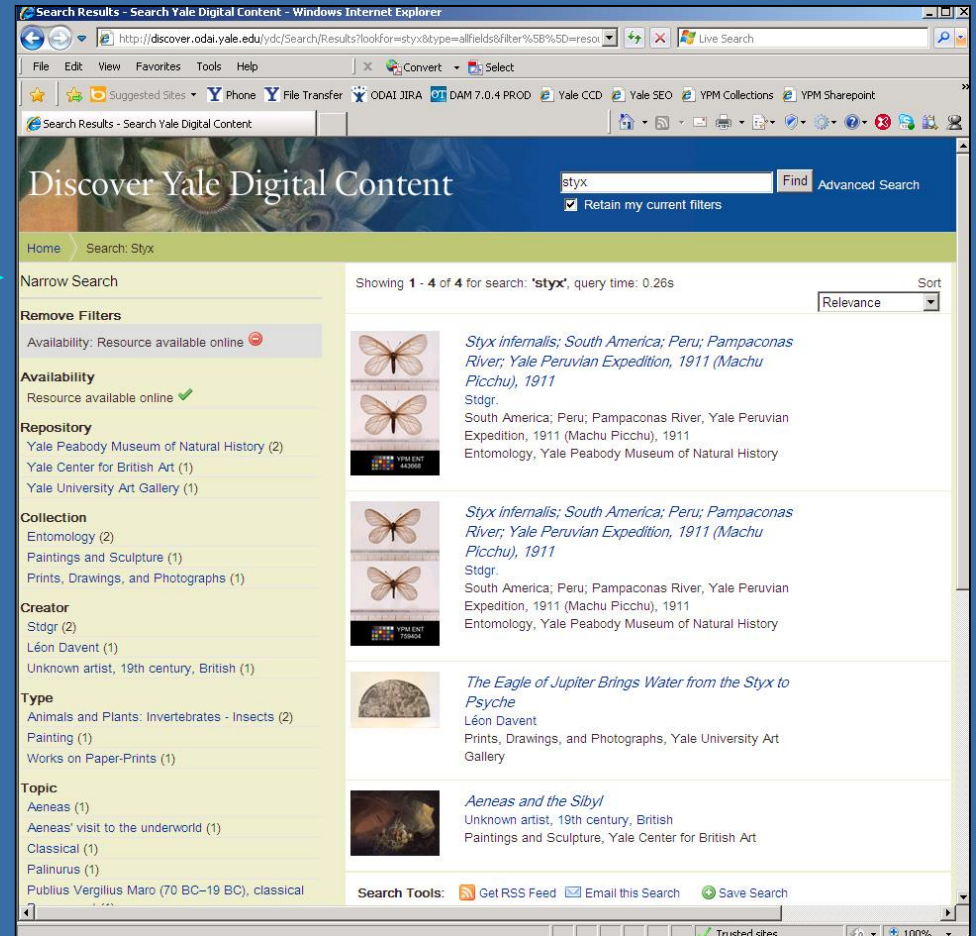 Search Results - Search Yale Digital Content - Windows Internet Explorer
http://discover.odai.yale.edu/ydc/Search/Results?lookfor=styx&type=allfields&filter%5B%5D=resou
Live Search
File Edit View Favorites Tools Help
Convert Select
Suggested Sites Phone File Transfer ODAI JIRA DAM 7.0.4 PROD Yale CCD Yale SEO YPM Collections YPM Sharepoint
Search Results - Search Yale Digital Content
Discover Yale Digital Content
styx Find Advanced Search
Retain my current filters
Home Search: Styx
Narrow Search
Remove Filters
Availability: Resource available online
Availability
Resource available online
Repository
Yale Peabody Museum of Natural History (2)
Yale Center for British Art (1)
Yale University Art Gallery (1)
Collection
Entomology (2)
Paintings and Sculpture (1)
Prints, Drawings, and Photographs (1)
Creator
Stdgr (2)
Léon Davent (1)
Unknown artist, 19th century, British (1)
Type
Animals and Plants: Invertebrates - Insects (2)
Painting (1)
Works on Paper-Prints (1)
Topic
Aeneas (1)
Aeneas' visit to the underworld (1)
Classical (1)
Palinurus (1)
Publius Vergilius Maro (70 BC–19 BC), classical
Showing 1 - 4 of 4 for search: 'styx', query time: 0.26s
Sort
Relevance
Styx infernalis; South America; Peru; Pampaconas
River; Yale Peruvian Expedition, 1911 (Machu
Picchu), 1911
Stdgr.
South America; Peru; Pampaconas River, Yale Peruvian
Expedition, 1911 (Machu Picchu), 1911
Entomology, Yale Peabody Museum of Natural History
YPM ENT
443668
Styx infernalis; South America; Peru; Pampaconas
River; Yale Peruvian Expedition, 1911 (Machu
Picchu), 1911
Stdgr.
South America; Peru; Pampaconas River, Yale Peruvian
Expedition, 1911 (Machu Picchu), 1911
Entomology, Yale Peabody Museum of Natural History
YPM ENT
759404
The Eagle of Jupiter Brings Water from the Styx to
Psyche
Léon Davent
Prints, Drawings, and Photographs, Yale University Art
Gallery
Aeneas and the Sibyl
Unknown artist, 19th century, British
Paintings and Sculpture, Yale Center for British Art
Search Tools: Get RSS Feed Email this Search Save Search
Trusted sites 100%